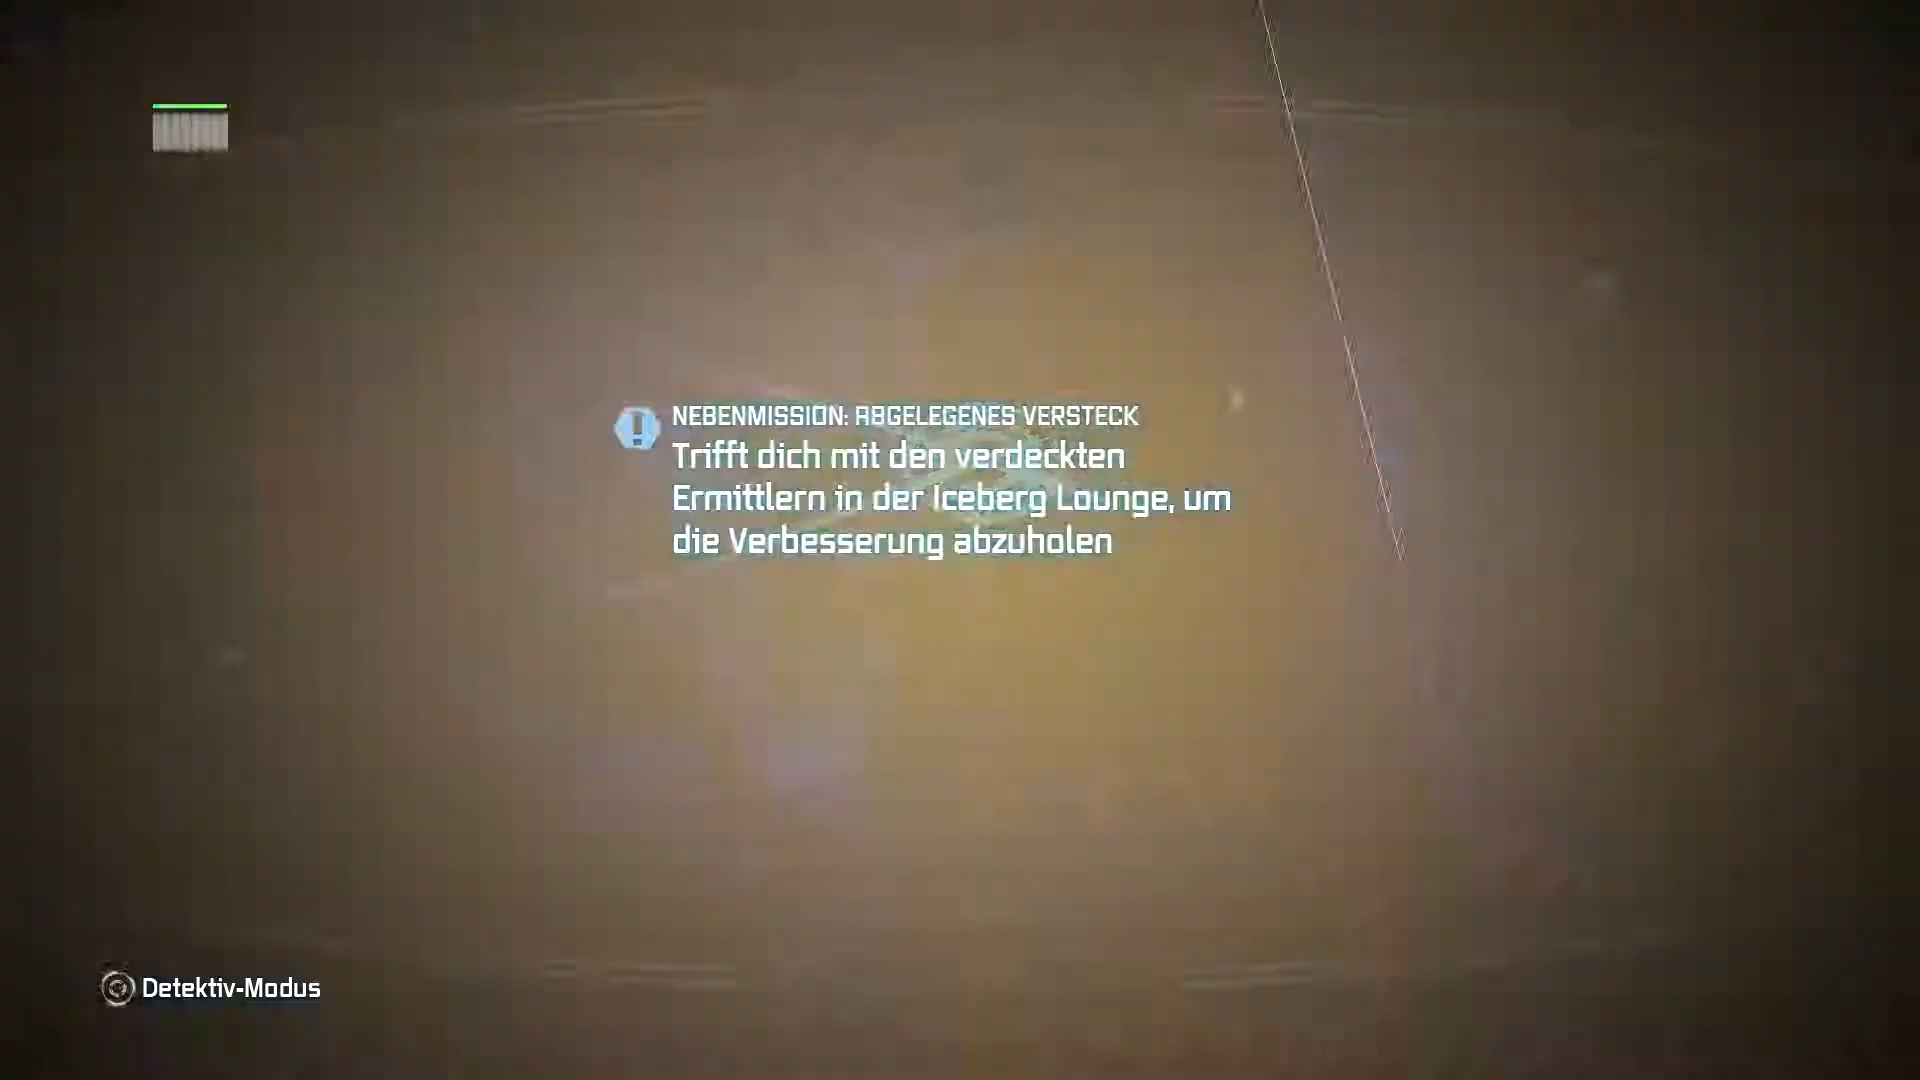 NEBENMISSION: ABGELEGENES VERSTECK
Trifft dich mit den verdeckten
Ermittlern in der Iceberg Lounge, um
die Verbesserung abzuholen
Detektiv-Modus